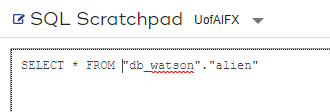 SQL Scratchpad UofAIFX
SELECT * FROM "db_watson"."alien"